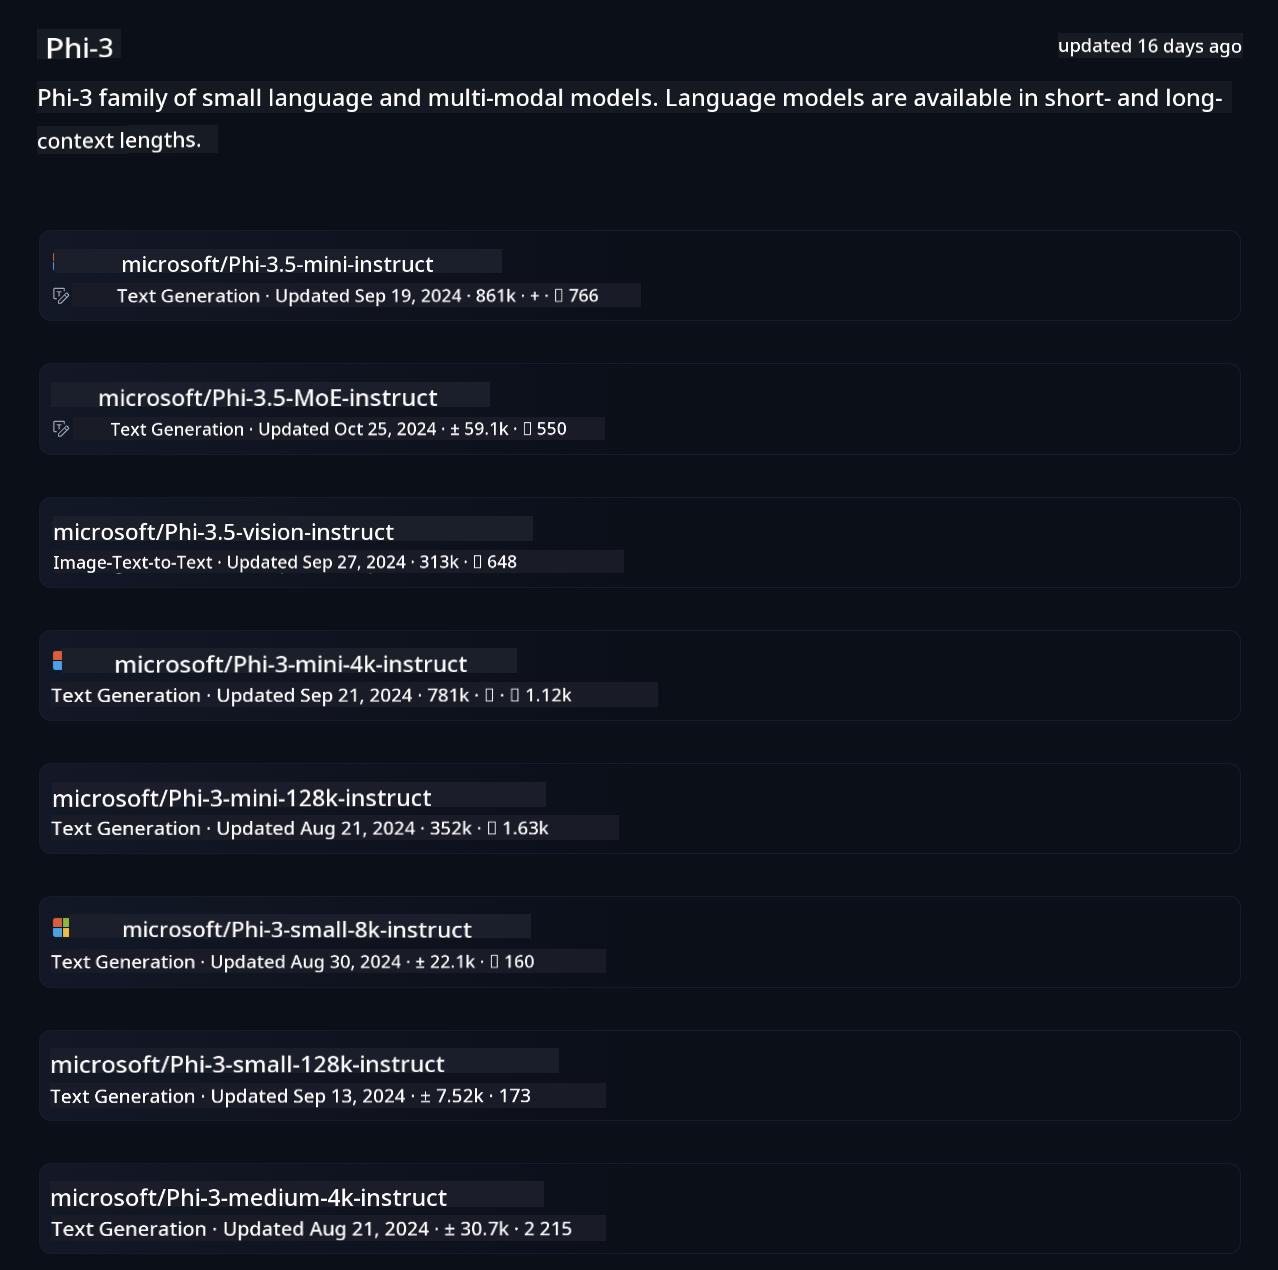 Phi-3
updated 16 days ago
Phi-3 family of small language and multi-modal models. Language models are available in short- and long-
context lengths.
microsoft/Phi-3.5-mini-instruct
Text Generation · Updated Sep 19, 2024 · 861k · + · 766
microsoft/Phi-3.5-MoE-instruct
Text Generation · Updated Oct 25, 2024 · ± 59.1k · 550
microsoft/Phi-3.5-vision-instruct
Image-Text-to-Text · Updated Sep 27, 2024 · 313k · 648
microsoft/Phi-3-mini-4k-instruct
Text Generation · Updated Sep 21, 2024 · 781k · · 1.12k
microsoft/Phi-3-mini-128k-instruct
Text Generation · Updated Aug 21, 2024 · 352k · 1.63k
microsoft/Phi-3-small-8k-instruct
Text Generation · Updated Aug 30, 2024 · ± 22.1k · 160
microsoft/Phi-3-small-128k-instruct
Text Generation · Updated Sep 13, 2024 · ± 7.52k · 173
microsoft/Phi-3-medium-4k-instruct
Text Generation · Updated Aug 21, 2024 · ± 30.7k · 2 215